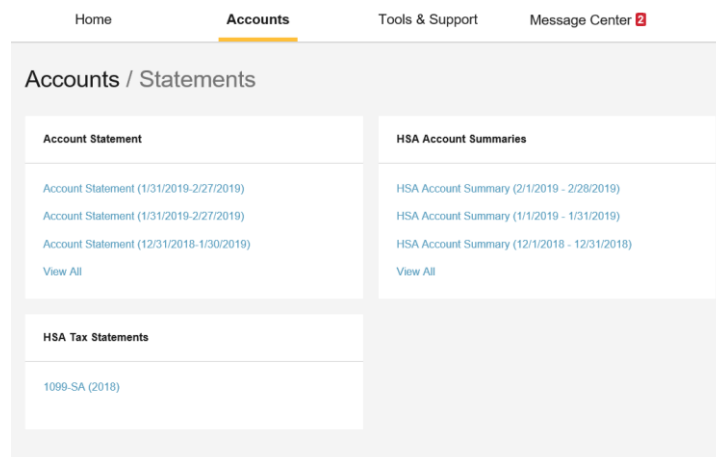 Home Accounts Tools & Support Message Center 2
Accounts / Statements
Account Statement
Account Statement (1/31/2019-2/27/2019)
Account Statement (1/31/2019-2/27/2019)
Account Statement (12/31/2018-1/30/2019)
View All
HSA Account Summaries
HSA Account Summary (2/1/2019 - 2/28/2019)
HSA Account Summary (1/1/2019 - 1/31/2019)
HSA Account Summary (12/1/2018 - 12/31/2018)
View All
HSA Tax Statements
1099-SA (2018)